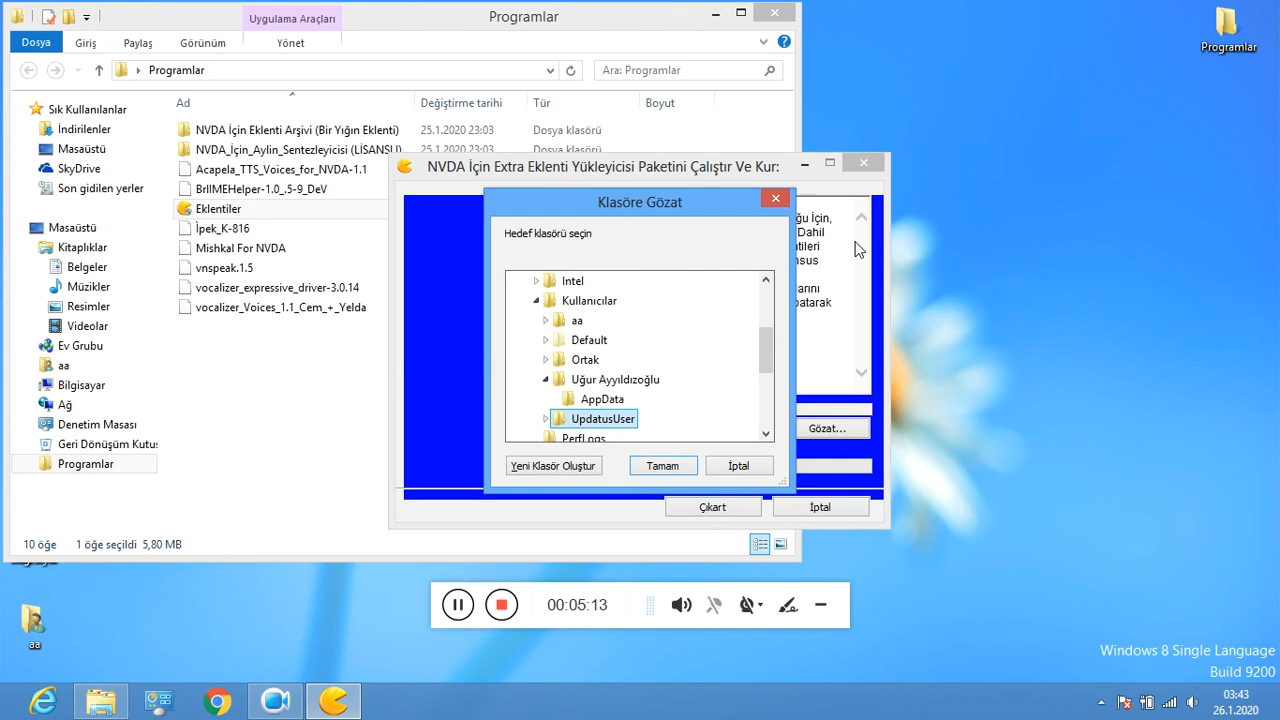 Uygulama Araçları
Programlar
Dosya
Giriş
Paylaş
Görünüm
Yönet
Programlar
Ara: Programlar
Ad
Değiştirme tarihi
Tür
Boyut
Sık Kullanılanlar
İndirilenler
Masaüstü
SkyDrive
Son gidilen yerler
Masaüstü
Kitaplıklar
Belgeler
Müzikler
Resimler
Videolar
Ev Grubu
aa
Bilgisayar
Ağ
Denetim Masası
Geri Dönüşüm Kutus
Programlar
NVDA İçin Eklenti Arşivi (Bir Yığın Eklenti) 25.1.2020 23:03 Dosya klasörü
NVDA_İçin_Aylin_Sentezleyicisi (LİSANSLI) 25.1.2020 23:03 Dosya klasörü
Acapela_TTS_Voices_for_NVDA-1.1
BrlIMEHelper-1.0_.5-9_DeV
Eklentiler
İpek_K-816
Mishkal For NVDA
vnspeak.1.5
vocalizer_expressive_driver-3.0.14
vocalizer_Voices_1.1_Cem_+_Yelda
10 öğe
1 öğe seçildi 5,80 MB
NVDA İçin Extra Eklenti Yükleyicisi Paketini Çalıştır Ve Kur:
ğu İçin,
Dahil
ntileri
nsus
arını
patarak
Gözat...
Çıkart
İptal
Klasöre Gözat
Hedef klasörü seçin
Intel
Kullanıcılar
aa
Default
Ortak
Uğur Ayyıldızoğlu
AppData
UpdatusUser
PerfLogs
Yeni Klasör Oluştur
Tamam
İptal
00:05:13
Programlar
aa
Windows 8 Single Language
Build 9200
03:43
26.1.2020